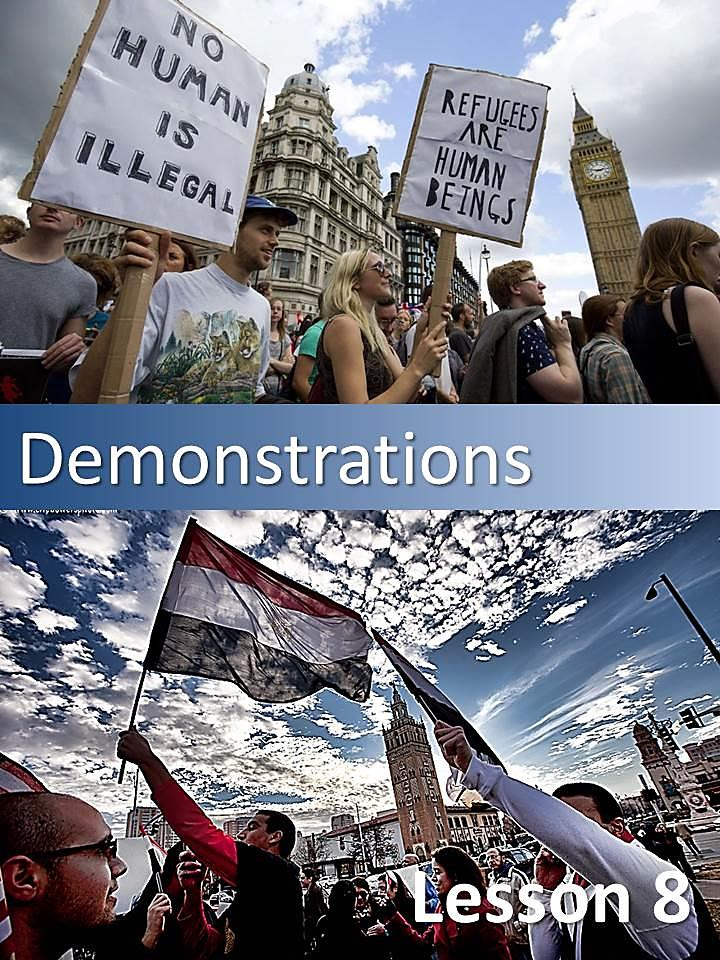 NO
HUMAN
IS
ILLEGAL
REFUGEES
ARE
HUMAN
BEINGS
Demonstrations
Lesson 8